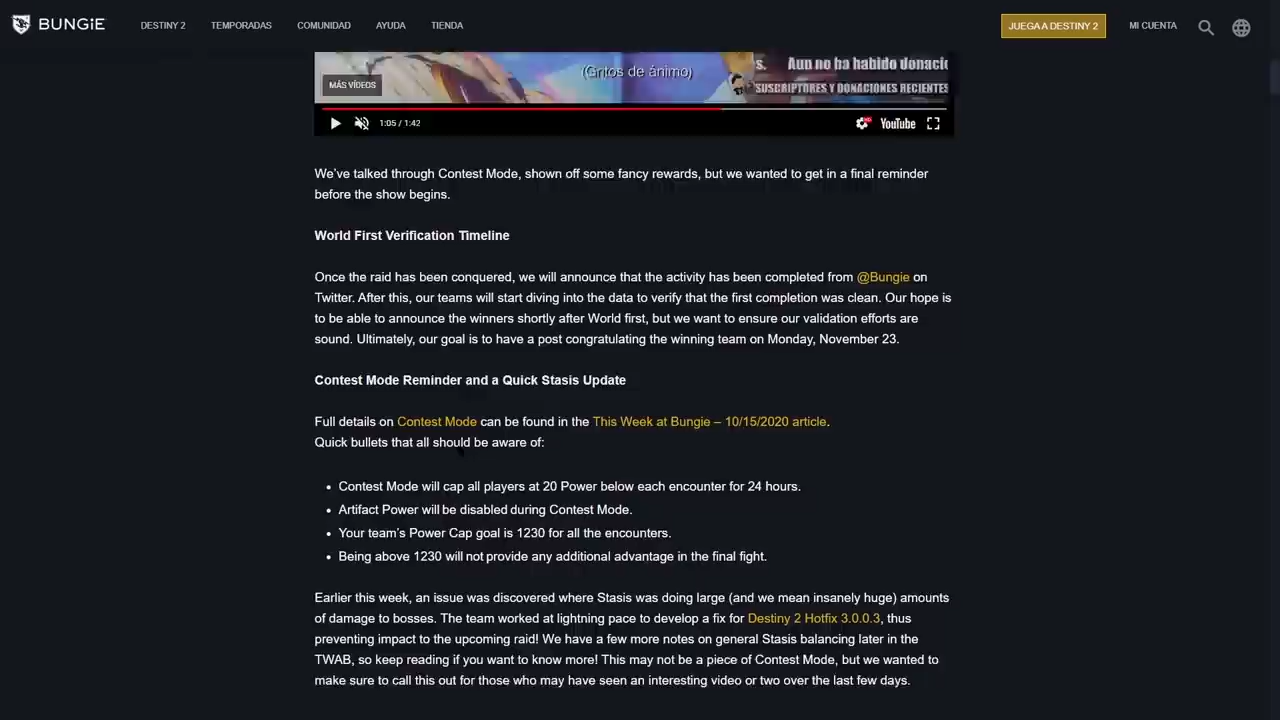 BUNGiE
DESTINY 2
TEMPORADAS
COMUNIDAD
AYUDA
TIENDA
JUEGA A DESTINY 2
MI CUENTA
(Gritos de ánimo)
s. Aun no ha habido donacio
SUSCRIPTORES Y DONACIONES RECIENTES
MÁS VÍDEOS
1:05 / 1:42
HD
YouTube
We've talked through Contest Mode, shown off some fancy rewards, but we wanted to get in a final reminder
before the show begins.
World First Verification Timeline
Once the raid has been conquered, we will announce that the activity has been completed from @Bungie on
Twitter. After this, our teams will start diving into the data to verify that the first completion was clean. Our hope is
to be able to announce the winners shortly after World first, but we want to ensure our validation efforts are
sound. Ultimately, our goal is to have a post congratulating the winning team on Monday, November 23.
Contest Mode Reminder and a Quick Stasis Update
Full details on Contest Mode can be found in the This Week at Bungie – 10/15/2020 article.
Quick bullets that all should be aware of:
• Contest Mode will cap all players at 20 Power below each encounter for 24 hours.
• Artifact Power will be disabled during Contest Mode.
• Your team's Power Cap goal is 1230 for all the encounters.
• Being above 1230 will not provide any additional advantage in the final fight.
Earlier this week, an issue was discovered where Stasis was doing large (and we mean insanely huge) amounts
of damage to bosses. The team worked at lightning pace to develop a fix for Destiny 2 Hotfix 3.0.0.3, thus
preventing impact to the upcoming raid! We have a few more notes on general Stasis balancing later in the
TWAB, so keep reading if you want to know more! This may not be a piece of Contest Mode, but we wanted to
make sure to call this out for those who may have seen an interesting video or two over the last few days.